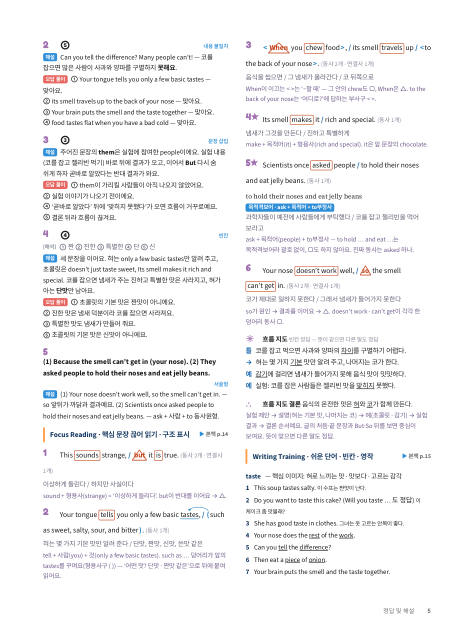 2 ⑤ 내용 불일치
해설 Can you tell the difference? Many people can't! — 코를
잡으면 많은 사람이 사과와 양파를 구별하지 못해요.
오답 풀이 ① Your tongue tells you only a few basic tastes —
맞아요.
② Its smell travels up to the back of your nose — 맞아요.
③ Your brain puts the smell and the taste together — 맞아요.
④ food tastes flat when you have a bad cold — 맞아요.
3 ③ 문장 삽입
해설 주어진 문장의 them은 실험에 참여한 people이에요. 실험 내용
(코를 잡고 젤리빈 먹기) 바로 뒤에 결과가 오고, 이어서 But 다시 숨
쉬게 하자 곧바로 알았다는 반대 결과가 와요.
오답 풀이 ① them이 가리킬 사람들이 아직 나오지 않았어요.
② 실험 이야기가 나오기 전이에요.
④ '곧바로 알았다' 뒤에 '맞히지 못했다'가 오면 흐름이 거꾸로예요.
⑤ 결론 뒤라 흐름이 끊겨요.
4 ④ 빈칸
[해석] ① 짠 ② 진한 ③ 특별한 ④ 단 ⑤ 신
해설 세 문장을 이어요. 혀는 only a few basic tastes만 알려 주고,
초콜릿은 doesn't just taste sweet, Its smell makes it rich and
special. 코를 잡으면 냄새가 주는 진하고 특별한 맛은 사라지고, 혀가
아는 단맛만 남아요.
오답 풀이 ① 초콜릿의 기본 맛은 짠맛이 아니에요.
② 진한 맛은 냄새 덕분이라 코를 잡으면 사라져요.
③ 특별한 맛도 냄새가 만들어 줘요.
⑤ 초콜릿의 기본 맛은 신맛이 아니에요.
5
(1) Because the smell can't get in (your nose). (2) They
asked people to hold their noses and eat jelly beans.
서술형
해설 (1) Your nose doesn't work well, so the smell can't get in. —
so 앞뒤가 까닭과 결과예요. (2) Scientists once asked people to
hold their noses and eat jelly beans. — ask + 사람 + to 동사원형.
Focus Reading · 핵심 문장 끊어 읽기 · 구조 표시 ▶ 본책 p.14
1 This sounds strange, / but it is true. (동사 2개 · 연결사
1개)
이상하게 들린다 / 하지만 사실이다
sound + 형용사(strange) = '이상하게 들리다'. but이 반대를 이어요 → △.
2 Your tongue tells you only a few basic tastes, / (such
as sweet, salty, sour, and bitter). (동사 1개)
혀는 몇 가지 기본 맛만 알려 준다 / 단맛, 짠맛, 신맛, 쓴맛 같은
tell + 사람(you) + 것(only a few basic tastes). such as … 덩어리가 앞의
tastes를 꾸며요(형용사구 ( )) — '어떤 맛? 단맛 · 짠맛 같은'으로 뒤에 붙여
읽어요.
3 < When you chew food>, / its smell travels up / <to
the back of your nose>. (동사 2개 · 연결사 1개)
음식을 씹으면 / 그 냄새가 올라간다 / 코 뒤쪽으로
When이 이끄는 < >는 '~할 때' — 그 안의 chew도 □, When은 △. to the
back of your nose는 '어디로?'에 답하는 부사구 < >.
4★ Its smell makes it / rich and special. (동사 1개)
냄새가 그것을 만든다 / 진하고 특별하게
make + 목적어(it) + 형용사(rich and special). it은 앞 문장의 chocolate.
5★ Scientists once asked people / to hold their noses
and eat jelly beans. (동사 1개)
to hold their noses and eat jelly beans
목적격보어 · ask + 목적어 + to부정사
과학자들이 예전에 사람들에게 부탁했다 / 코를 잡고 젤리빈을 먹어
보라고
ask + 목적어(people) + to부정사 — to hold … and eat …는
목적격보어라 괄호 없이, □도 하지 않아요. 진짜 동사는 asked 하나.
6 Your nose doesn't work well, / so the smell
can't get in. (동사 2개 · 연결사 1개)
코가 제대로 일하지 못한다 / 그래서 냄새가 들어가지 못한다
so가 원인 → 결과를 이어요 → △. doesn't work · can't get이 각각 한
덩어리 동사 □.
흐름 지도 빈칸 정답 — 뜻이 같으면 다른 말도 정답
코를 잡고 먹으면 사과와 양파의 차이를 구별하기 어렵다.
→ 혀는 몇 가지 기본 맛만 알려 주고, 나머지는 코가 한다.
예 감기에 걸리면 냄새가 들어가지 못해 음식 맛이 밋밋하다.
예 실험: 코를 잡은 사람들은 젤리빈 맛을 맞히지 못했다.
∴ 흐름 지도 결론 음식의 진짜 맛은 혀와 코가 함께 만든다.
실험 제안 → 설명(혀는 기본 맛, 나머지는 코) → 예(초콜릿 · 감기) → 실험
결과 → 결론 순서예요. 글의 처음·끝 문장과 But·So 뒤를 보면 중심이
보여요. 뜻이 맞으면 다른 말도 정답.
Writing Training · 쉬운 단어 · 빈칸 · 영작 ▶ 본책 p.15
taste — 핵심 이미지: 혀로 느끼는 맛 · 맛보다 · 고르는 감각
1 This soup tastes salty. 이 수프는 짠맛이 난다.
2 Do you want to taste this cake? (Will you taste … 도 정답) 이
케이크 좀 맛볼래?
3 She has good taste in clothes. 그녀는 옷 고르는 안목이 좋다.
4 Your nose does the rest of the work.
5 Can you tell the difference?
6 Then eat a piece of onion.
7 Your brain puts the smell and the taste together.
정답 및 해설 5